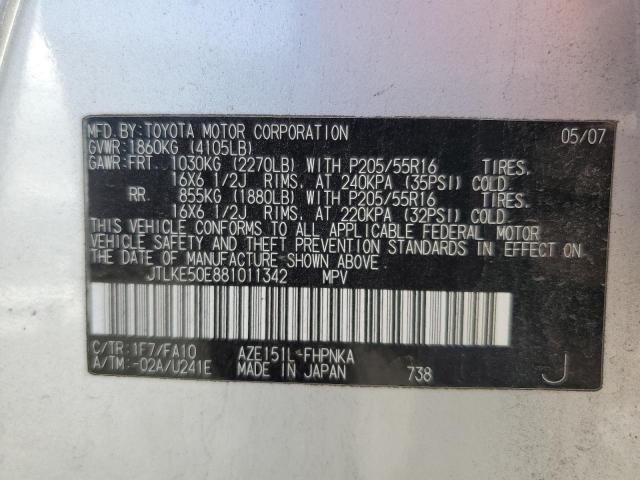 MFD.BY:TOYOTA MOTOR CORPORATION 05/07
GVWR:1860KG (4105LB)
GAWR:FRT. 1030KG (2270LB) WITH P205/55R16 TIRES,
16X6 1/2J RIMS, AT 240KPA (35PSI) COLD.
RR. 855KG (1880LB) WITH P205/55R16 TIRES,
16X6 1/2J RIMS, AT 220KPA (32PSI) COLD.
THIS VEHICLE CONFORMS TO ALL APPLICABLE FEDERAL MOTOR
VEHICLE SAFETY AND THEFT PREVENTION STANDARDS IN EFFECT ON
THE DATE OF MANUFACTURE SHOWN ABOVE.
JTLKE50E881011342 MPV
C/TR:1F7/FA10 AZE151L-FHPNKA
A/TM:-02A/U241E MADE IN JAPAN 738 J